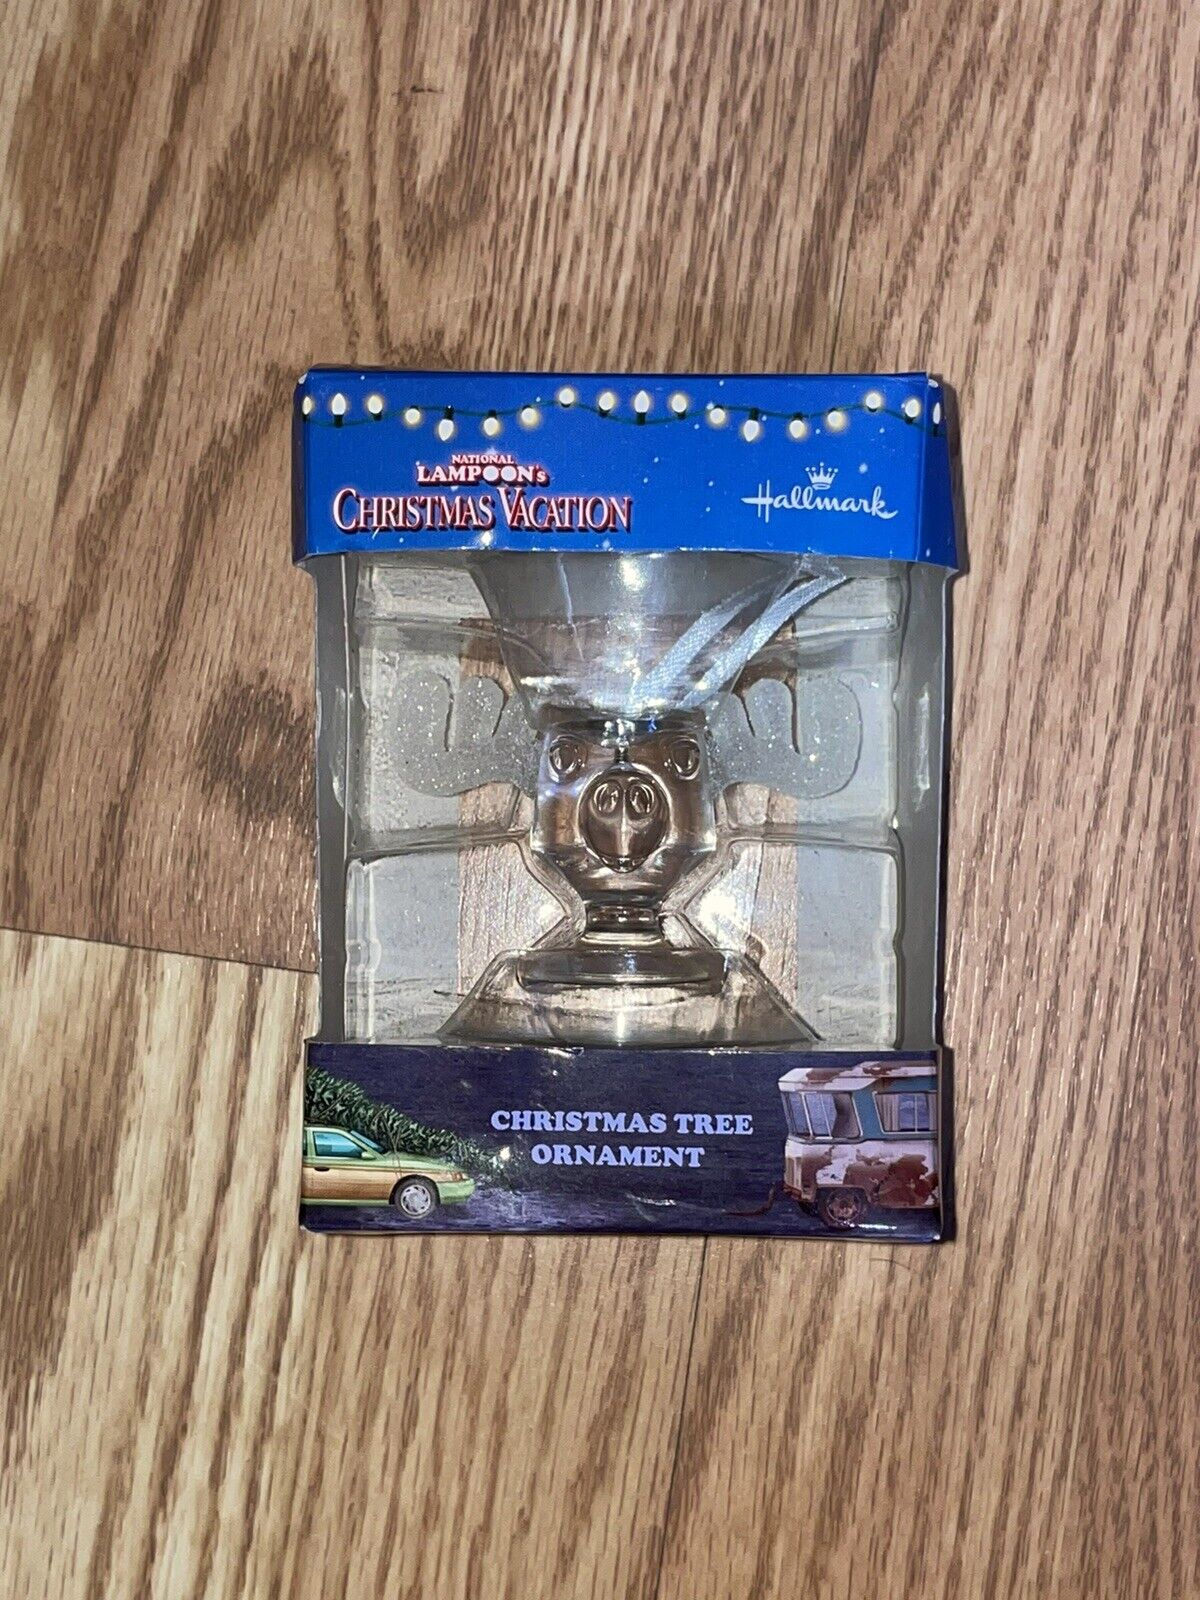 NATIONAL
LAMPOON's
CHRISTMAS VACATION
Hallmark
CHRISTMAS TREE
ORNAMENT